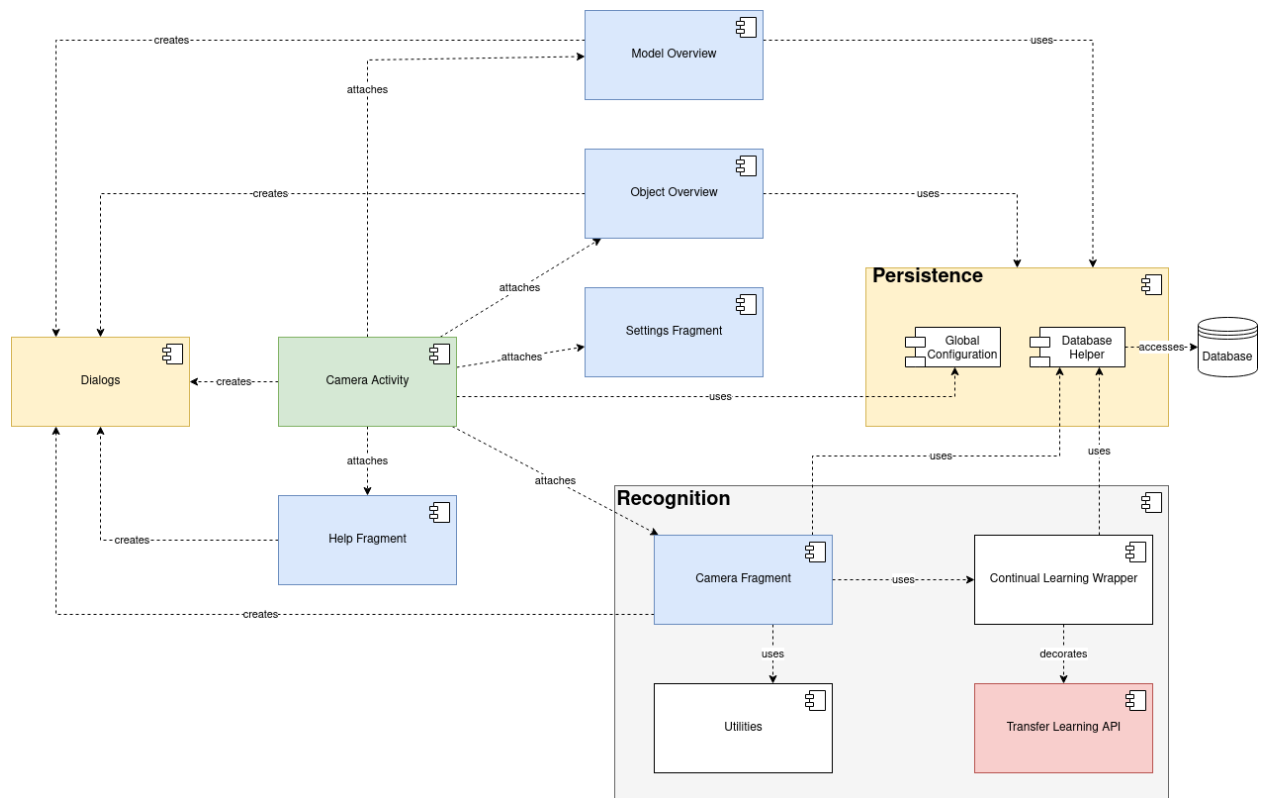 creates
Model Overview
uses
attaches
Object Overview
creates
uses
Persistence
attaches
Settings Fragment
Global
Configuration
Database
Helper
accesses
Database
attaches
Dialogs
creates
Camera Activity
uses
attaches
uses
uses
attaches
Recognition
Help Fragment
creates
Camera Fragment
uses
Continual Learning Wrapper
creates
uses
decorates
Utilities
Transfer Learning API